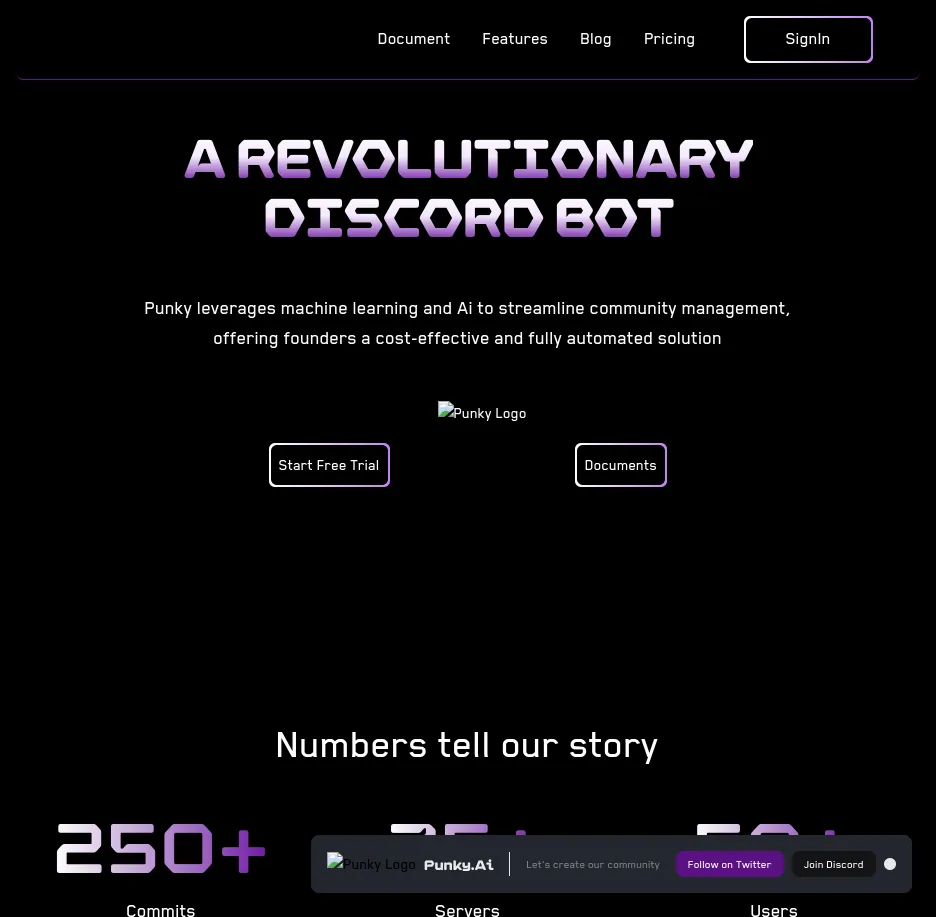 Document Features Blog Pricing SignIn
A REVOLUTIONARY
DISCORD BOT
Punky leverages machine learning and Ai to streamline community management,
offering founders a cost-effective and fully automated solution
Punky Logo
Start Free Trial Documents
Numbers tell our story
250+
Punky Logo Punky.Ai Let's create our community Follow on Twitter Join Discord
Commits Servers Users